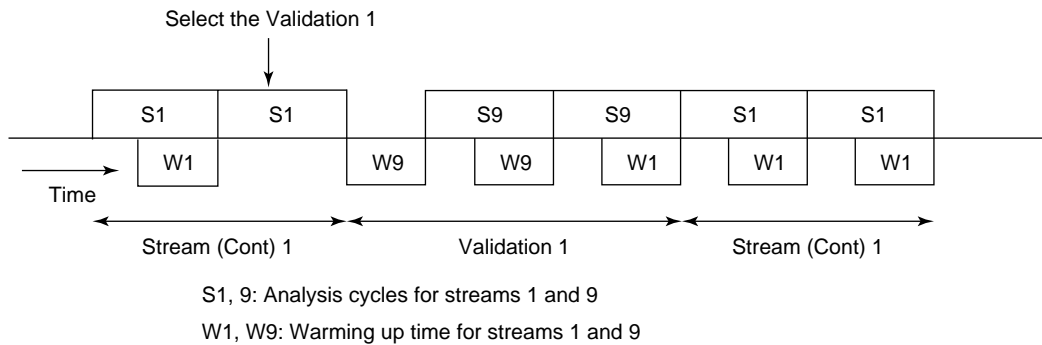 Select the Validation 1
S1
S1
S9
S9
S1
S1
W1
W9
W9
W1
W1
W1
Time
Stream (Cont) 1
Validation 1
Stream (Cont) 1
S1, 9: Analysis cycles for streams 1 and 9
W1, W9: Warming up time for streams 1 and 9